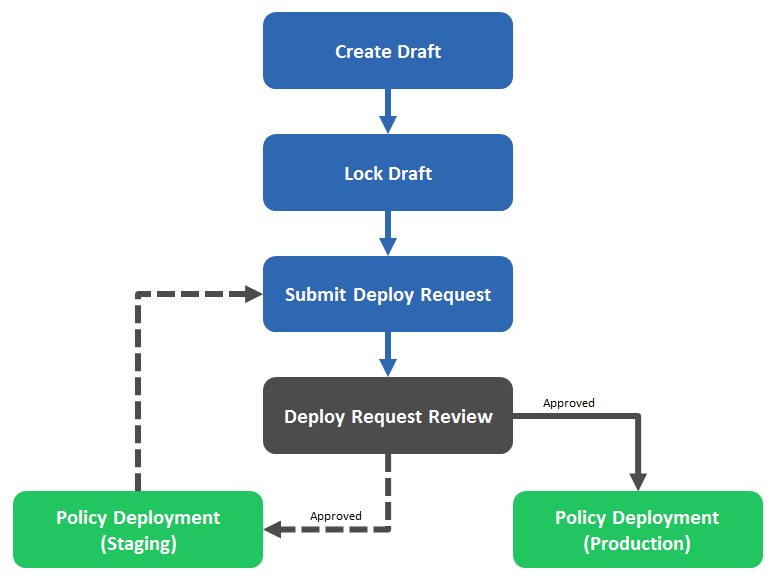 Create Draft
Lock Draft
Submit Deploy Request
Deploy Request Review
Approved
Approved
Policy Deployment
(Staging)
Policy Deployment
(Production)